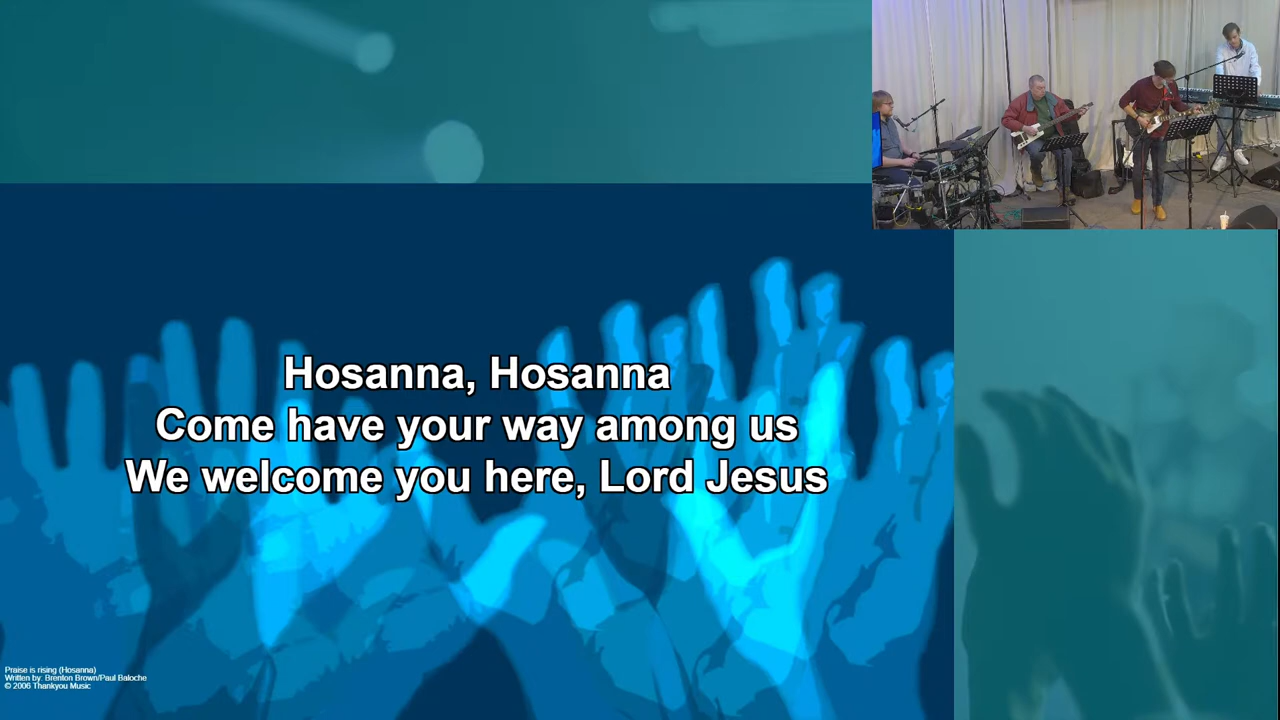 Hosanna, Hosanna
Come have your way among us
We welcome you here, Lord Jesus
Praise is rising (Hosanna)
Written by: Brenton Brown/Paul Baloche
© 2006 Thankyou Music